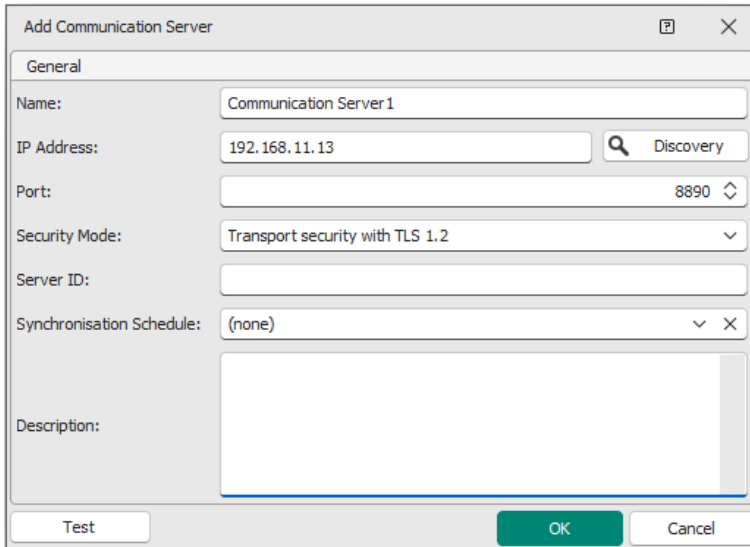 Add Communication Server
General
Name: Communication Server1
IP Address: 192.168.11.13 Discovery
Port: 8890
Security Mode: Transport security with TLS 1.2
Server ID:
Synchronisation Schedule: (none)
Description:
Test OK Cancel